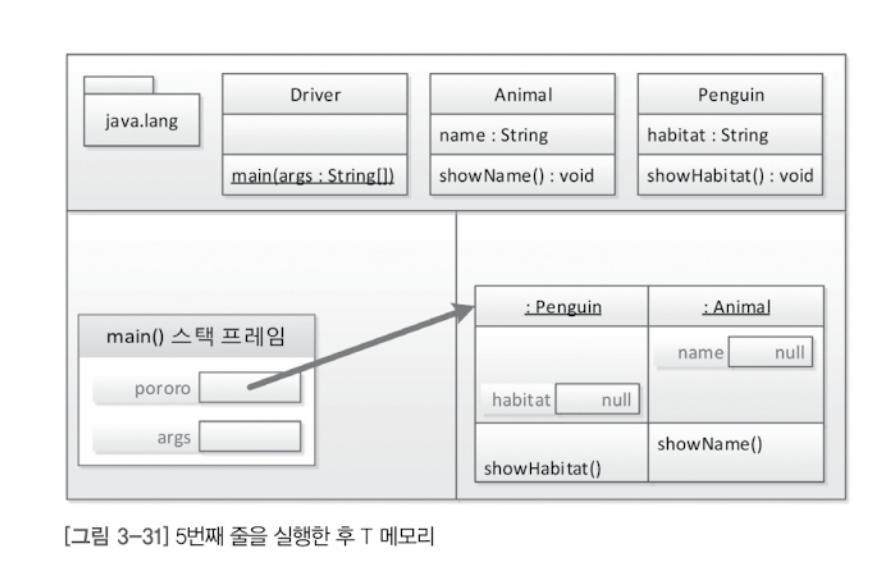 java.lang
Driver
main(args : String[])
Animal
name : String
showName() : void
Penguin
habitat : String
showHabitat() : void
main() 스택 프레임
pororo
args
: Penguin
habitat null
showHabitat()
: Animal
name null
showName()
[그림 3-31] 5번째 줄을 실행한 후 T 메모리